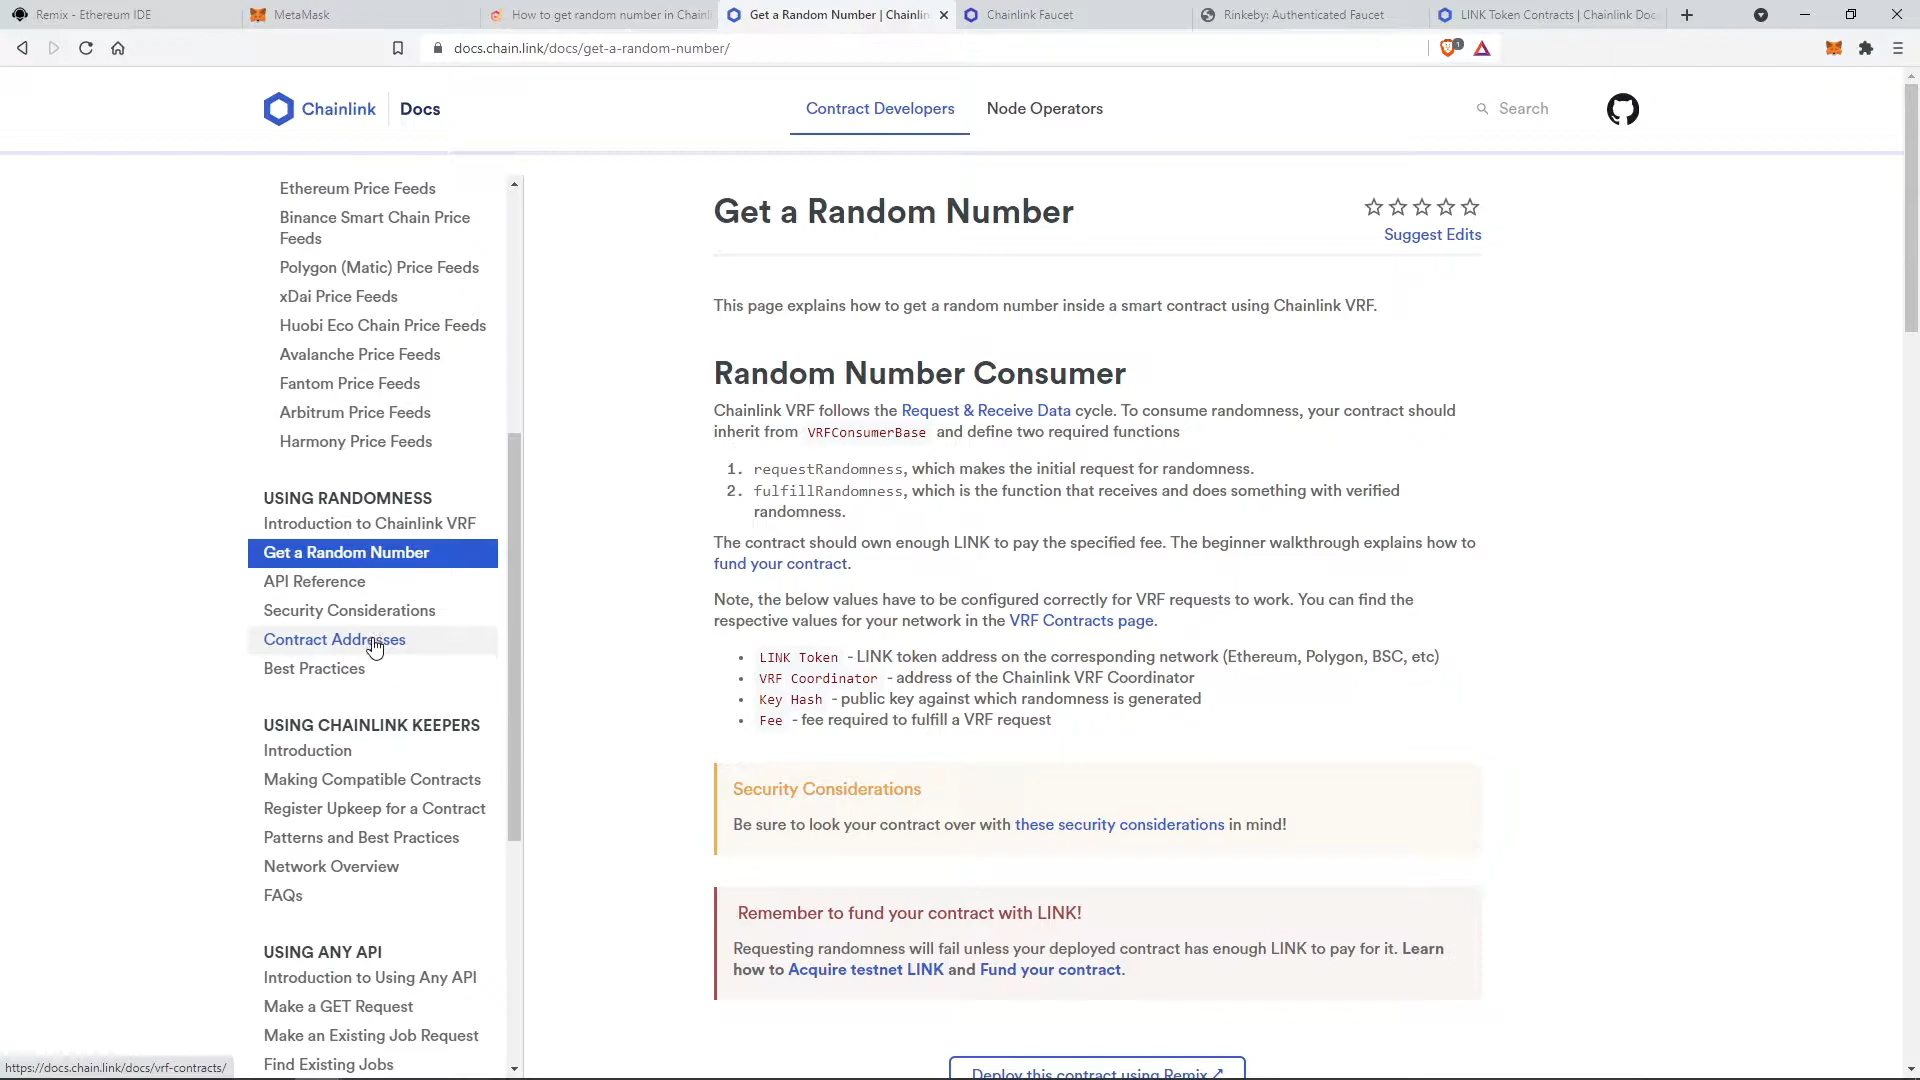 Remix - Ethereum IDE
MetaMask
How to get random number in Chainl
Get a Random Number | Chainlin
Chainlink Faucet
Rinkeby: Authenticated Faucet
LINK Token Contracts | Chainlink Doc
docs.chain.link/docs/get-a-random-number/
1
Chainlink
Docs
Contract Developers
Node Operators
Search
Ethereum Price Feeds
Binance Smart Chain Price
Feeds
Polygon (Matic) Price Feeds
xDai Price Feeds
Huobi Eco Chain Price Feeds
Avalanche Price Feeds
Fantom Price Feeds
Arbitrum Price Feeds
Harmony Price Feeds
USING RANDOMNESS
Introduction to Chainlink VRF
Get a Random Number
API Reference
Security Considerations
Contract Addresses
Best Practices
USING CHAINLINK KEEPERS
Introduction
Making Compatible Contracts
Register Upkeep for a Contract
Patterns and Best Practices
Network Overview
FAQs
USING ANY API
Introduction to Using Any API
Make a GET Request
Make an Existing Job Request
Find Existing Jobs
https://docs.chain.link/docs/vrf-contracts/
Get a Random Number
Suggest Edits
This page explains how to get a random number inside a smart contract using Chainlink VRF.
Random Number Consumer
Chainlink VRF follows the Request & Receive Data cycle. To consume randomness, your contract should
inherit from VRFConsumerBase and define two required functions
1. requestRandomness, which makes the initial request for randomness.
2. fulfillRandomness, which is the function that receives and does something with verified
randomness.
The contract should own enough LINK to pay the specified fee. The beginner walkthrough explains how to
fund your contract.
Note, the below values have to be configured correctly for VRF requests to work. You can find the
respective values for your network in the VRF Contracts page.
• LINK Token - LINK token address on the corresponding network (Ethereum, Polygon, BSC, etc)
• VRF Coordinator - address of the Chainlink VRF Coordinator
• Key Hash - public key against which randomness is generated
• Fee - fee required to fulfill a VRF request
Security Considerations
Be sure to look your contract over with these security considerations in mind!
Remember to fund your contract with LINK!
Requesting randomness will fail unless your deployed contract has enough LINK to pay for it. Learn
how to Acquire testnet LINK and Fund your contract.
Deploy this contract using Remix ↗